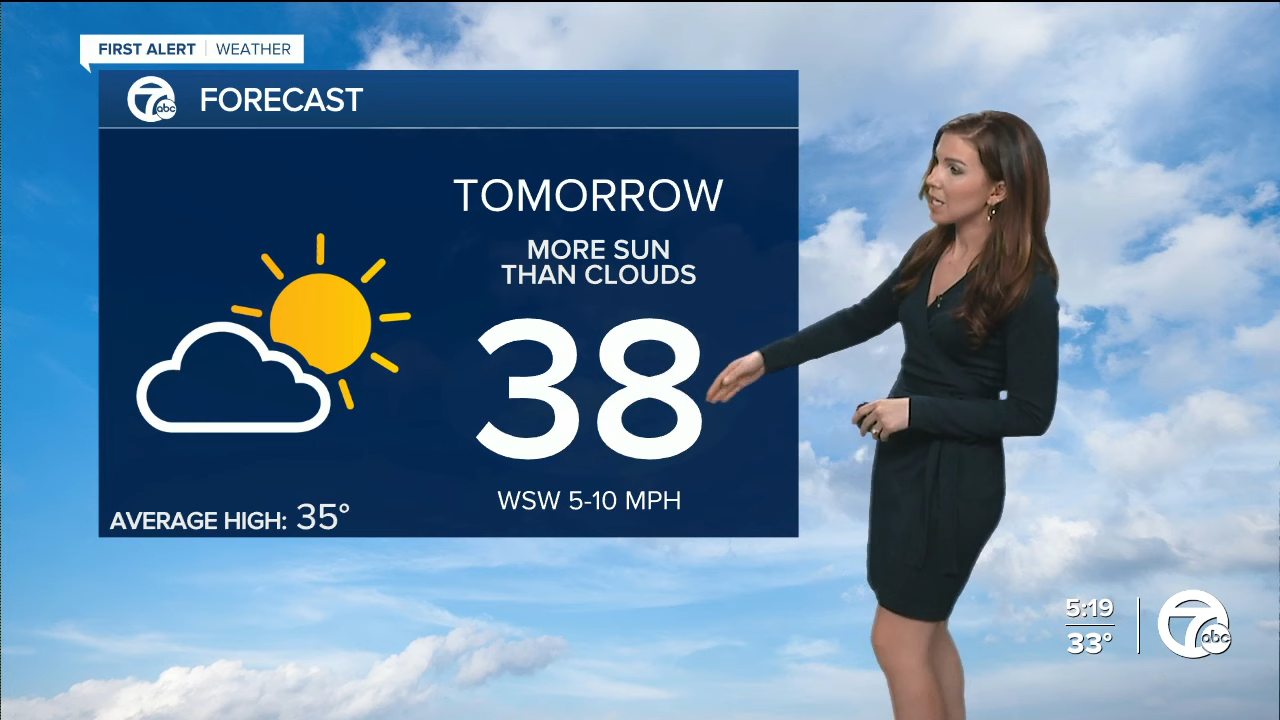 FIRST ALERT | WEATHER
7 abc FORECAST
TOMORROW
MORE SUN
THAN CLOUDS
38
WSW 5-10 MPH
AVERAGE HIGH: 35°
5:19
33°
7 abc